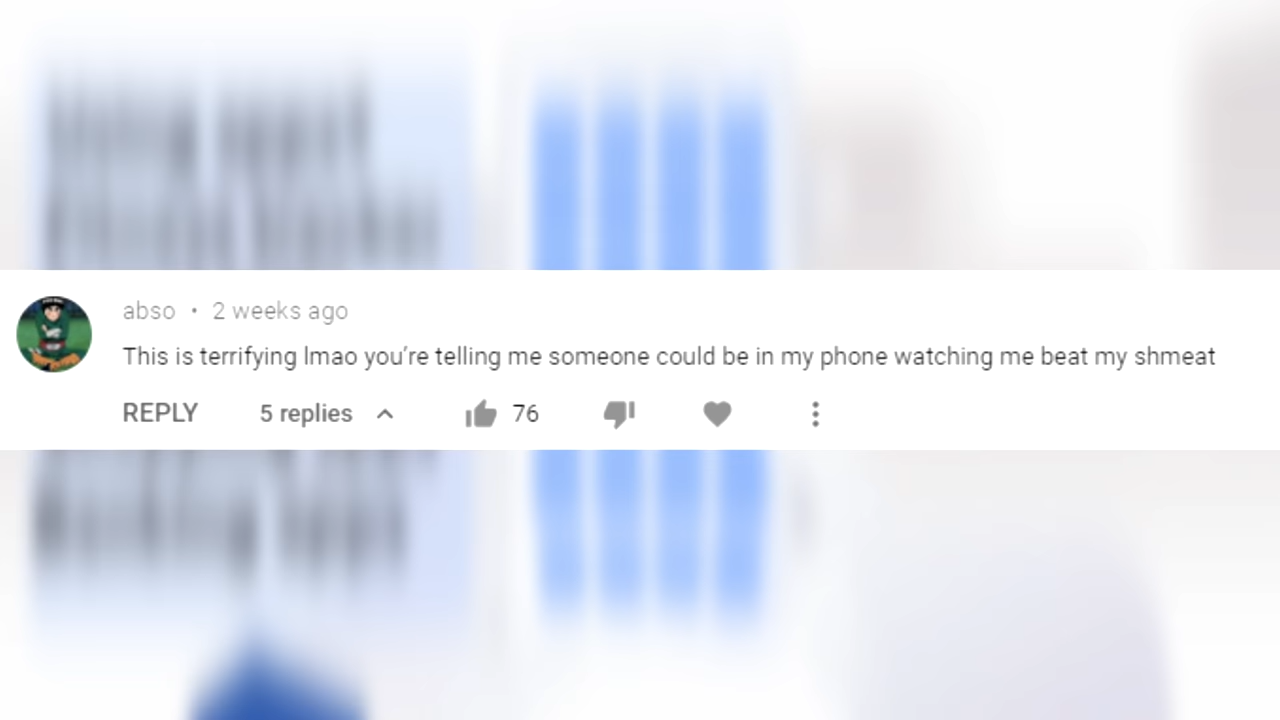 abso • 2 weeks ago
This is terrifying lmao you're telling me someone could be in my phone watching me beat my shmeat
REPLY 5 replies 76